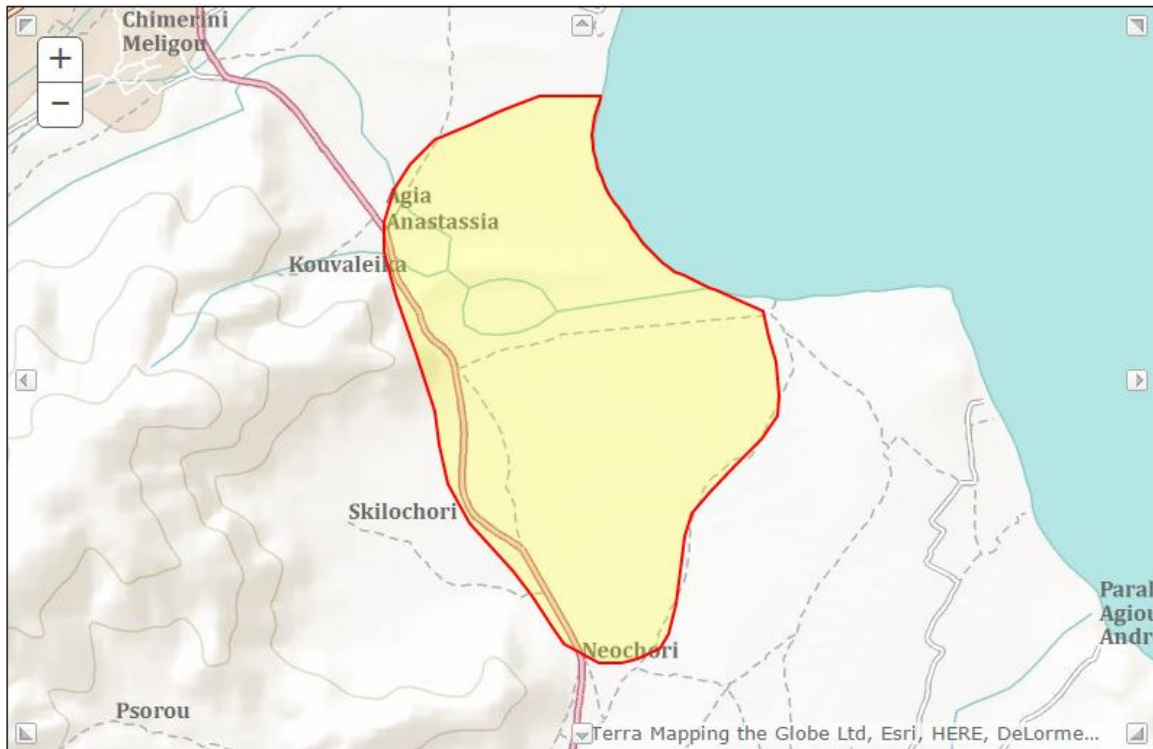 Chimerini
Meligou
+
−
Agia
Anastassia
Kouvaleika
Skilochori
Neochori
Paral
Agiou
Andr
Psorou
Terra Mapping the Globe Ltd, Esri, HERE, DeLorme...